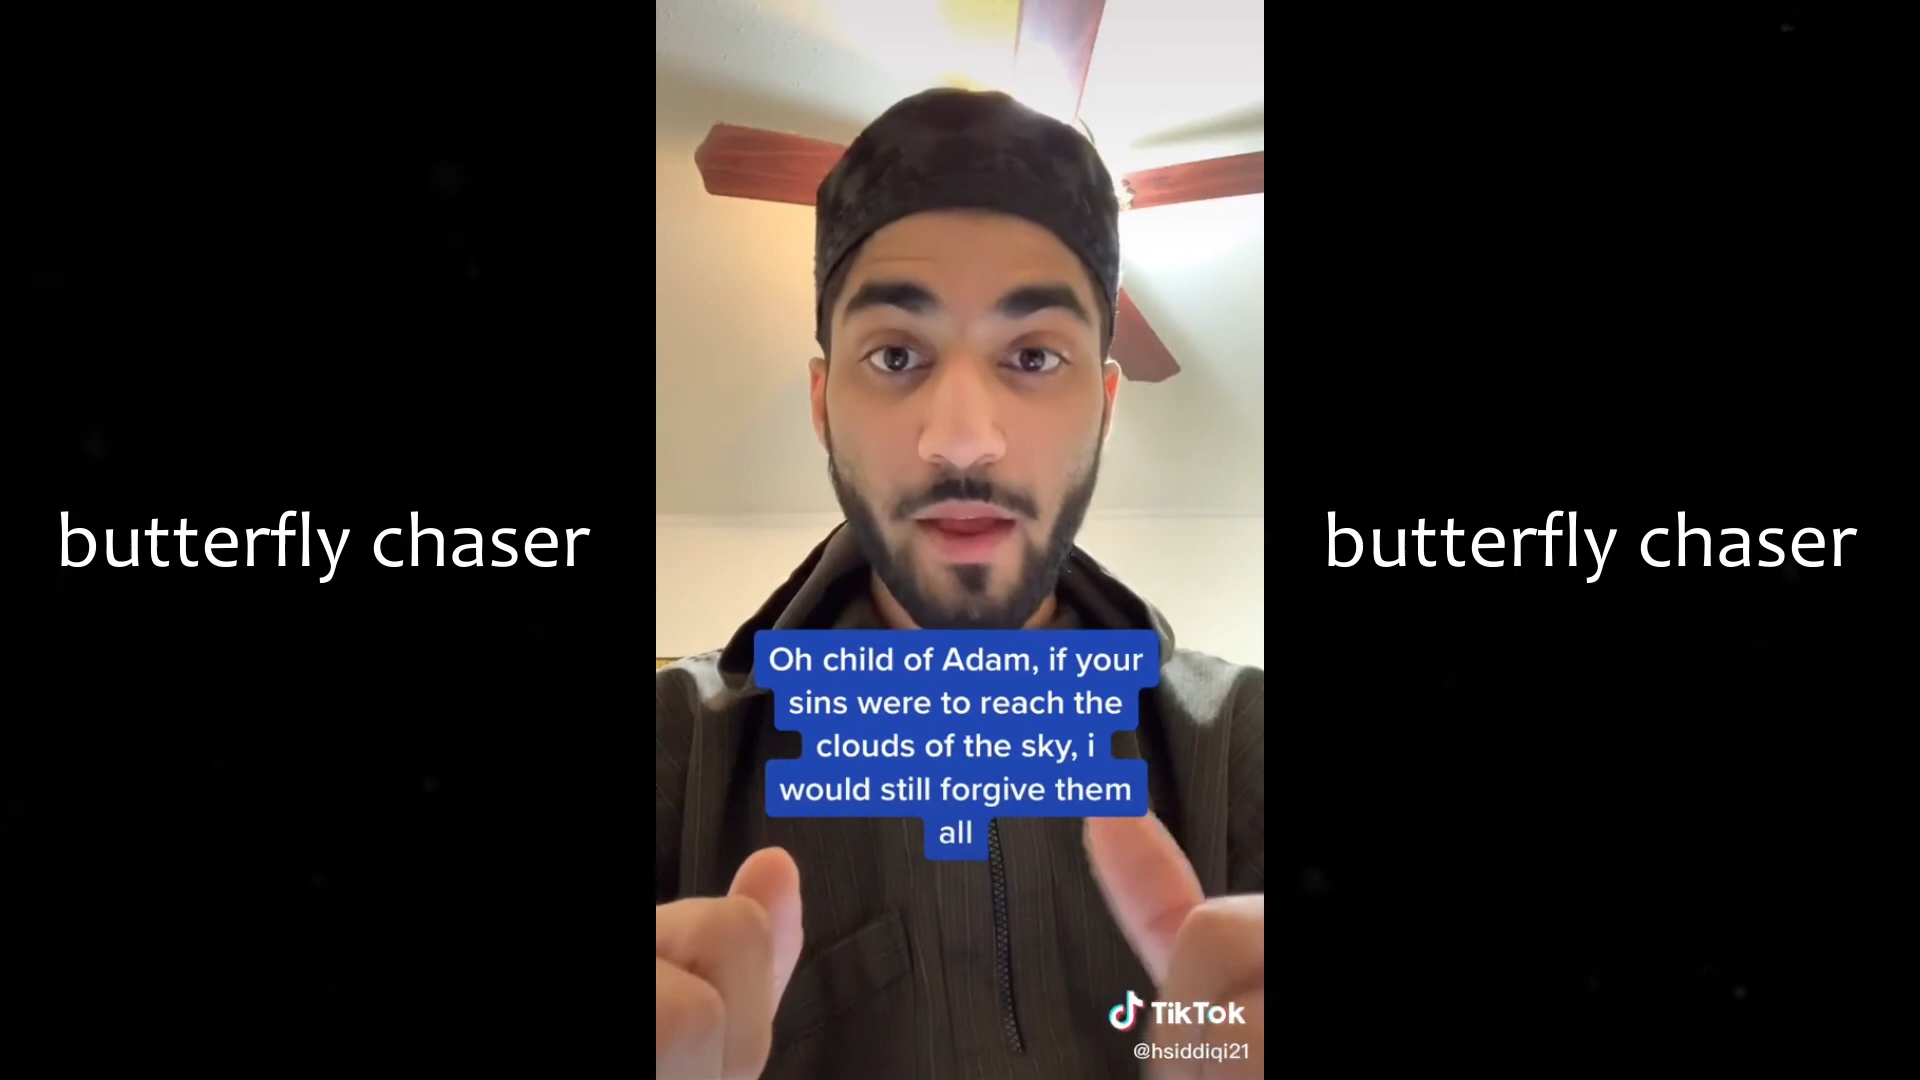 butterfly chaser
Oh child of Adam, if your
sins were to reach the
clouds of the sky, i
would still forgive them
all
butterfly chaser
TikTok
@hsiddiqi21